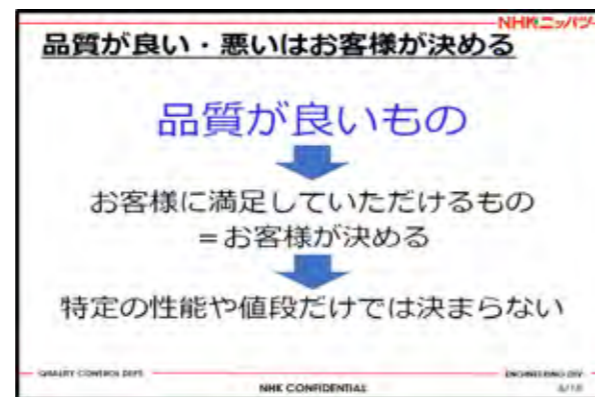 NHKニッパツ
品質が良い・悪いはお客様が決める
品質が良いもの
お客様に満足していただけるもの
＝お客様が決める
特定の性能や値段だけでは決まらない
QUALITY CONTROL DEPT.
NHK CONFIDENTIAL
ENGINEERING DIV.